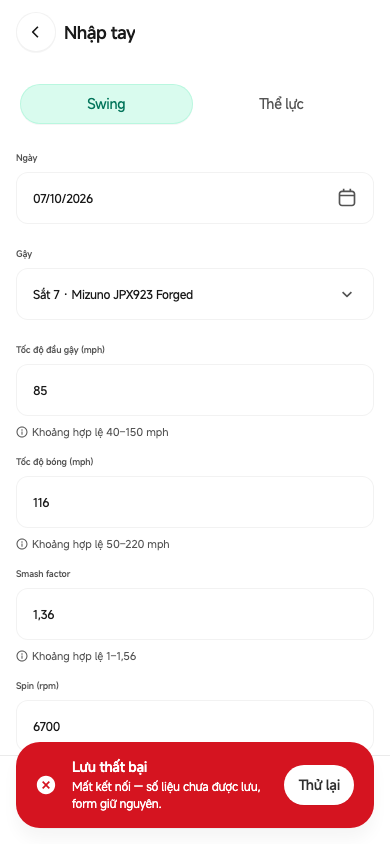 Nhập tay
Swing
Thể lực
Ngày
07/10/2026
Gậy
Sắt 7 · Mizuno JPX923 Forged
Tốc độ đầu gậy (mph)
85
Khoảng hợp lệ 40–150 mph
Tốc độ bóng (mph)
116
Khoảng hợp lệ 50–220 mph
Smash factor
1,36
Khoảng hợp lệ 1–1,56
Spin (rpm)
6700
Lưu thất bại
Mất kết nối — số liệu chưa được lưu,
form giữ nguyên.
Thử lại